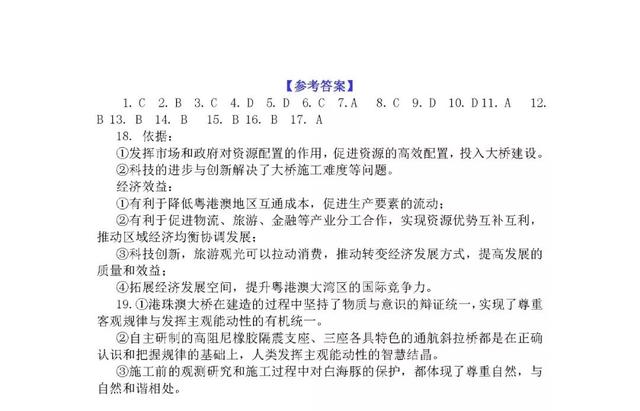 【参考答案】
1. C 2. B 3. C 4. D 5. D 6. C 7. A 8. C 9. D 10. D 11. A 12.
B 13. B 14. B 15. B 16. B 17. A
18. 依据：
①发挥市场和政府对资源配置的作用，促进资源的高效配置，投入大桥建设。
②科技的进步与创新解决了大桥施工难度等问题。
经济效益：
①有利于降低粤港澳地区互通成本，促进生产要素的流动；
②有利于促进物流、旅游、金融等产业分工合作，实现资源优势互补互利，
推动区域经济均衡协调发展；
③科技创新，旅游观光可以拉动消费，推动转变经济发展方式，提高发展的
质量和效益；
④拓展经济发展空间，提升粤港澳大湾区的国际竞争力。
19. ①港珠澳大桥在建造的过程中坚持了物质与意识的辩证统一，实现了尊重
客观规律与发挥主观能动性的有机统一。
②自主研制的高阻尼橡胶隔震支座、三座各具特色的通航斜拉桥都是在正确
认识和把握规律的基础上，人类发挥主观能动性的智慧结晶。
③施工前的观测研究和施工过程中对白海豚的保护，都体现了尊重自然，与
自然和谐相处。